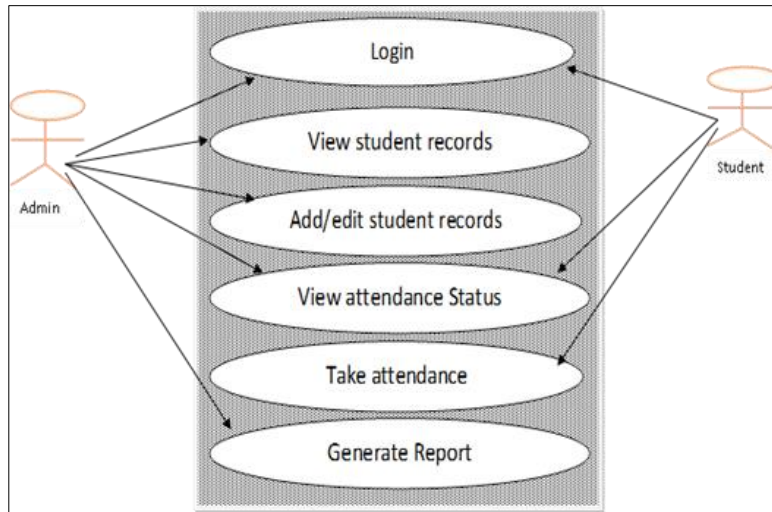 Login
View student records
Add/edit student records
View attendance Status
Take attendance
Generate Report
Admin
Student